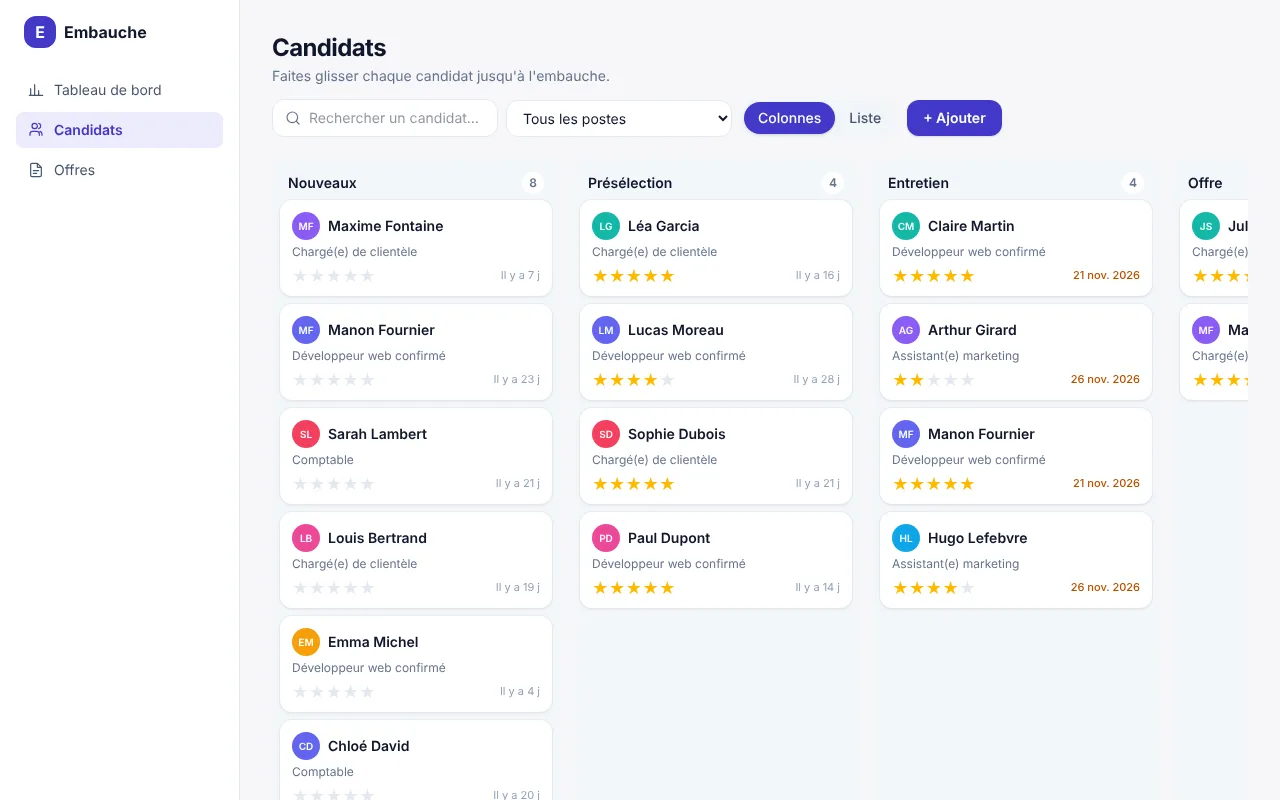 E Embauche
Tableau de bord
Candidats
Offres
Candidats
Faites glisser chaque candidat jusqu'à l'embauche.
Rechercher un candidat... Tous les postes Colonnes Liste + Ajouter
Nouveaux 8
MF Maxime Fontaine
Chargé(e) de clientèle
Il y a 7 j
MF Manon Fournier
Développeur web confirmé
Il y a 23 j
SL Sarah Lambert
Comptable
Il y a 21 j
LB Louis Bertrand
Chargé(e) de clientèle
Il y a 19 j
EM Emma Michel
Développeur web confirmé
Il y a 4 j
CD Chloé David
Comptable
Il y a 20 j
Présélection 4
LG Léa Garcia
Chargé(e) de clientèle
Il y a 16 j
LM Lucas Moreau
Développeur web confirmé
Il y a 28 j
SD Sophie Dubois
Chargé(e) de clientèle
Il y a 21 j
PD Paul Dupont
Développeur web confirmé
Il y a 14 j
Entretien 4
CM Claire Martin
Développeur web confirmé
21 nov. 2026
AG Arthur Girard
Assistant(e) marketing
26 nov. 2026
MF Manon Fournier
Développeur web confirmé
21 nov. 2026
HL Hugo Lefebvre
Assistant(e) marketing
26 nov. 2026
Offre
JS Jul
Chargé(e)
MF Ma
Chargé(e)